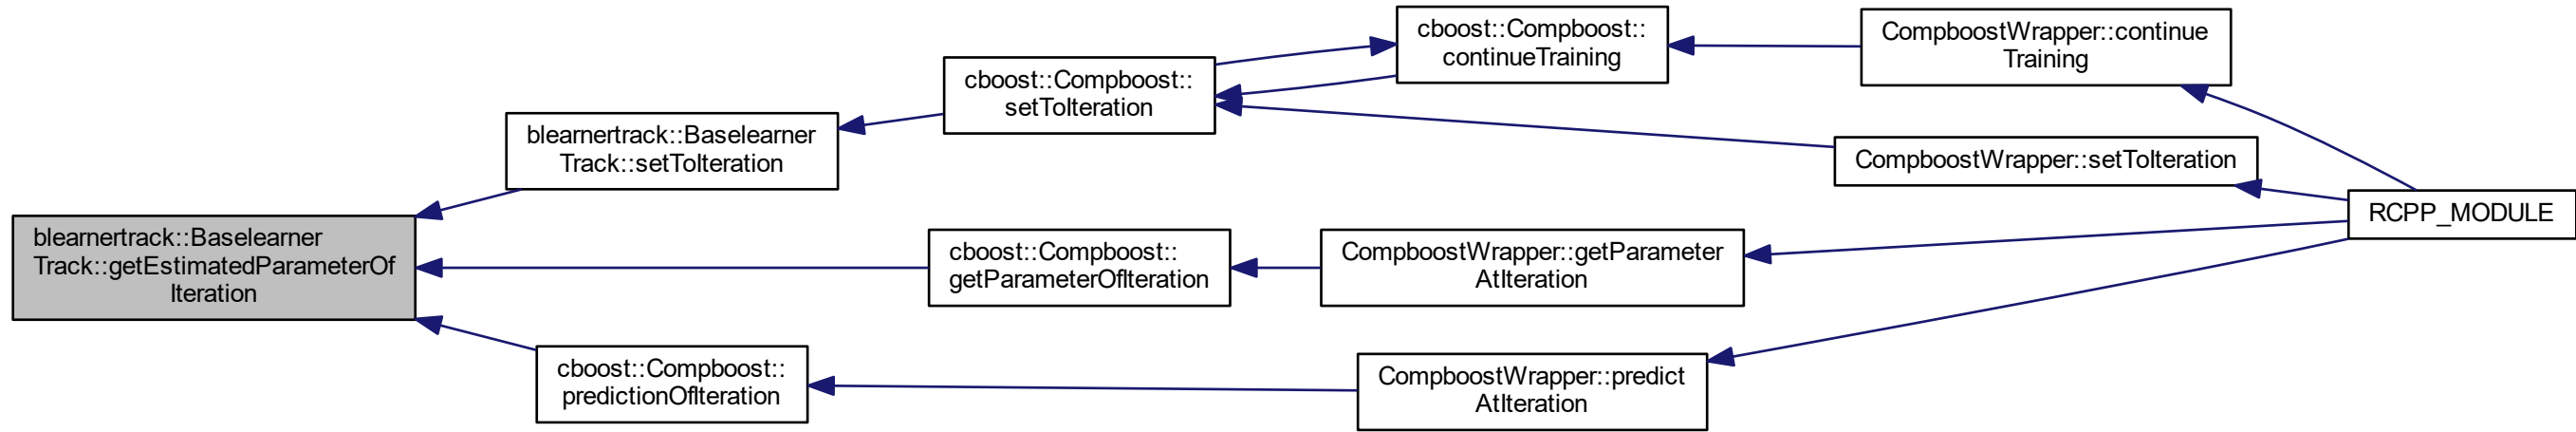 blearnertrack::Baselearner
Track::getEstimatedParameterOf
Iteration
blearnertrack::Baselearner
Track::setToIteration
cboost::Compboost::
setToIteration
cboost::Compboost::
continueTraining
CompboostWrapper::continue
Training
CompboostWrapper::setToIteration
RCPP_MODULE
cboost::Compboost::
getParameterOfIteration
CompboostWrapper::getParameter
AtIteration
cboost::Compboost::
predictionOfIteration
CompboostWrapper::predict
AtIteration